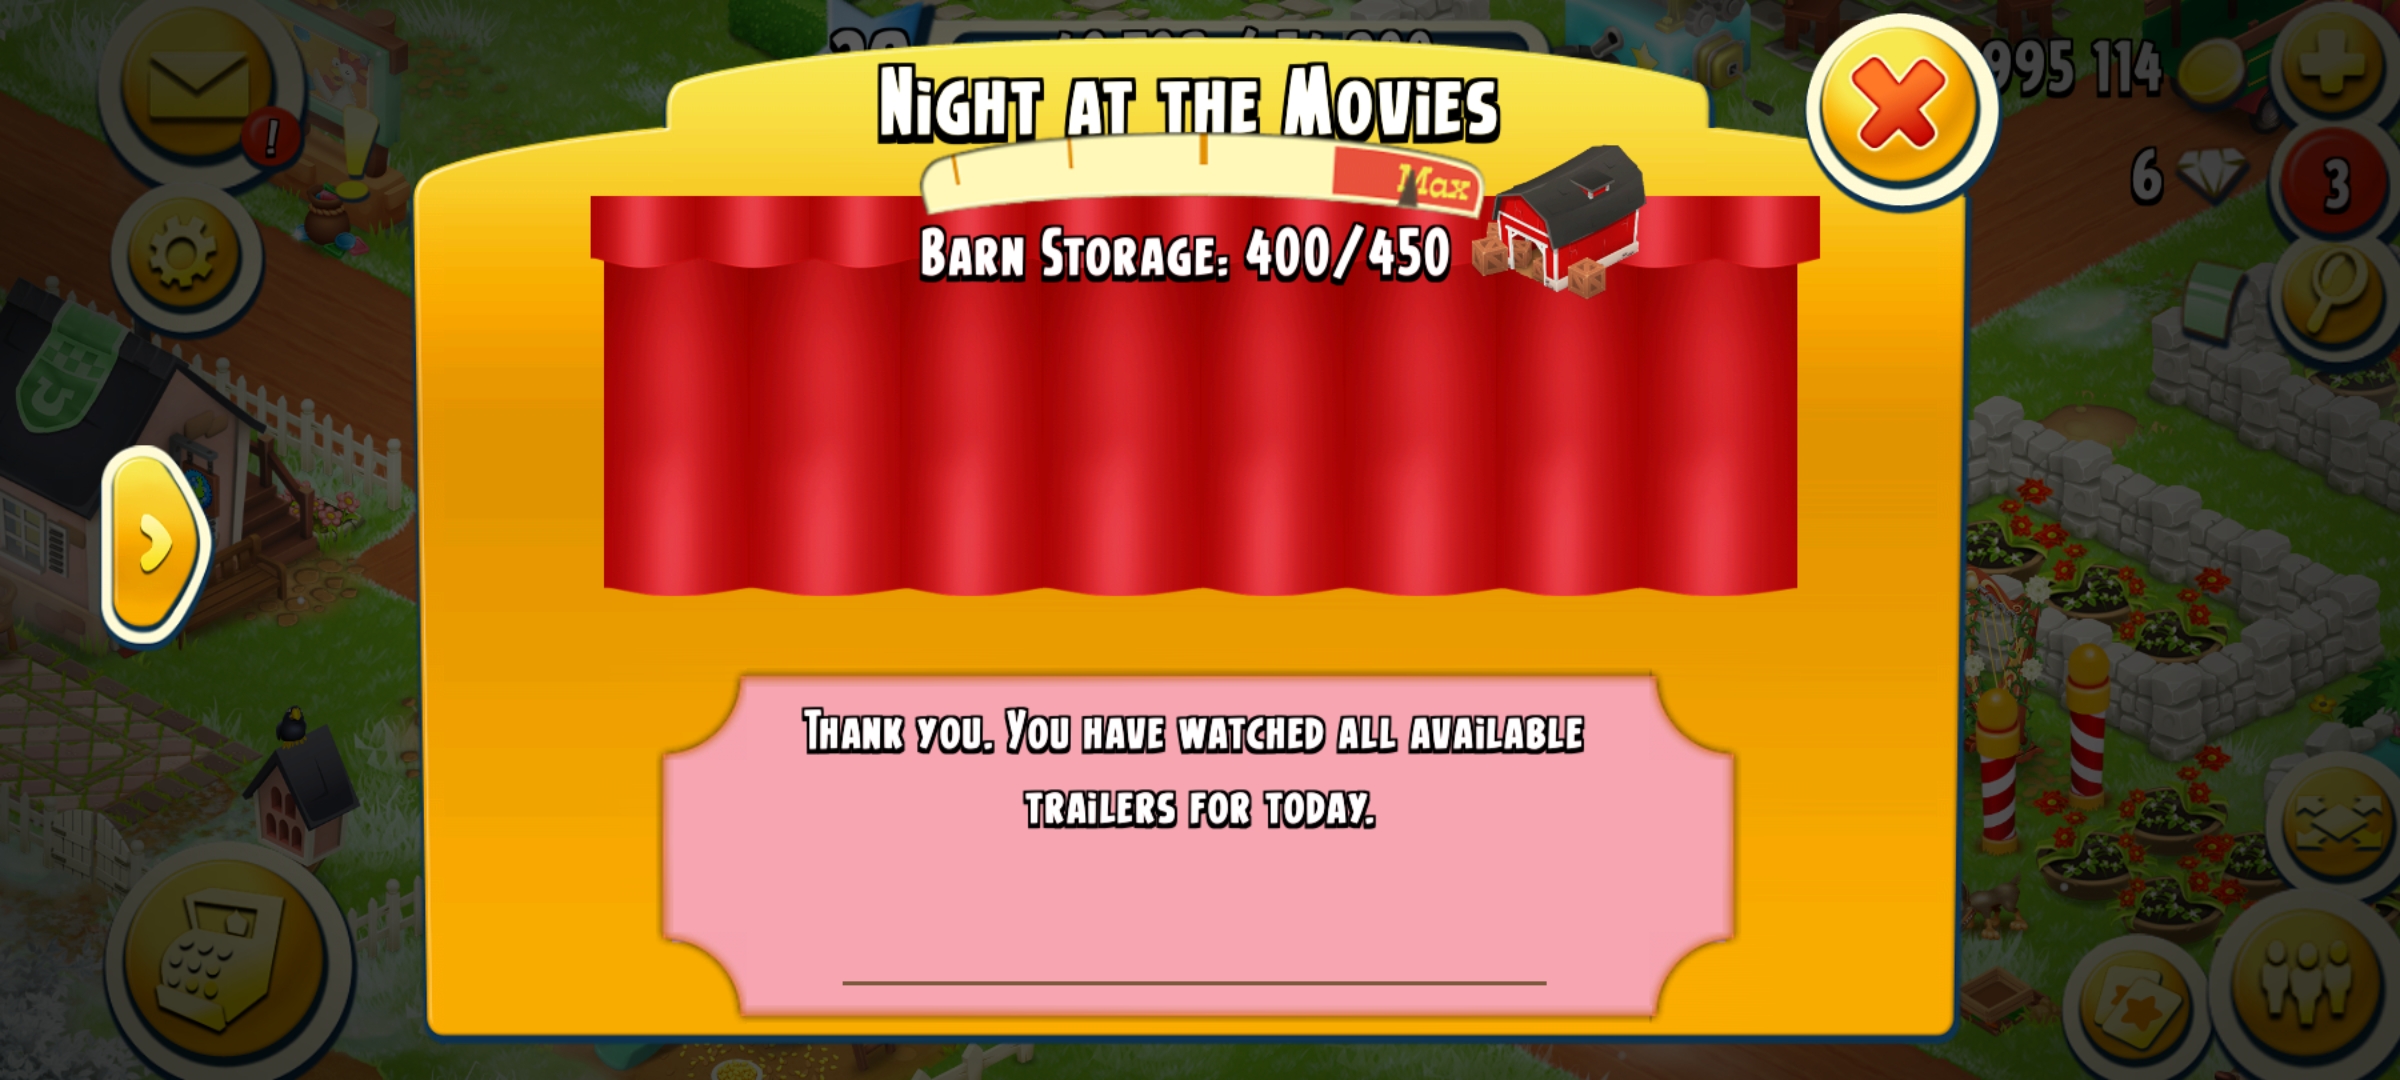 Night at the Movies
995 114
Max
6
3
Barn Storage: 400/450
Thank you. You have watched all available
trailers for today.